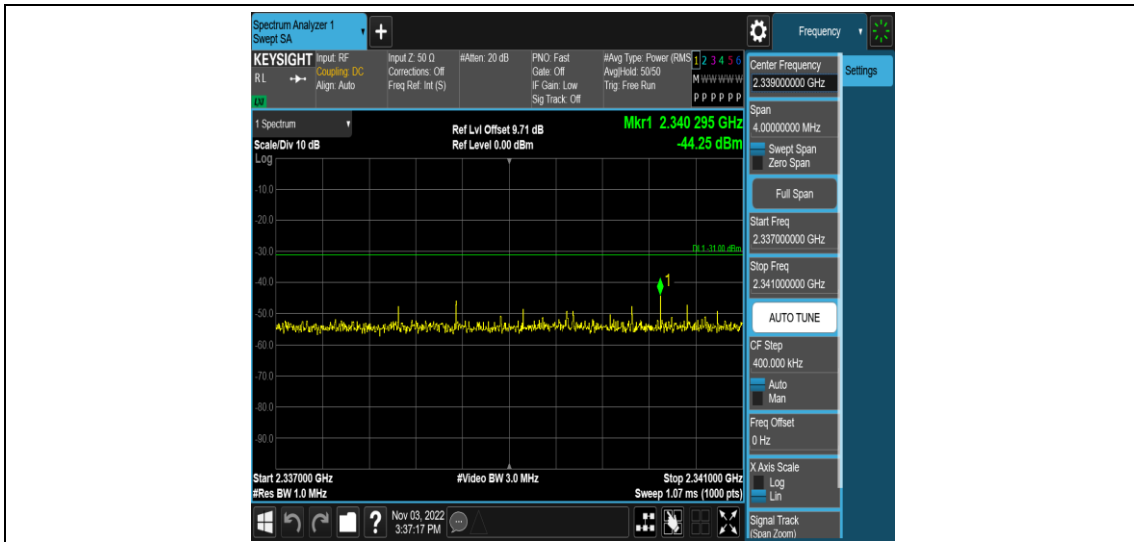 Spectrum Analyzer 1
Swept SA
+
Frequency
KEYSIGHT
RL
LXI
Input: RF
Coupling: DC
Align: Auto
Input Z: 50 Ω
Corrections: Off
Freq Ref: Int (S)
#Atten: 20 dB
PNO: Fast
Gate: Off
IF Gain: Low
Sig Track: Off
#Avg Type: Power (RMS
Avg|Hold: 50/50
Trig: Free Run
1 2 3 4 5 6
M W W W W W
P P P P P P
1 Spectrum
Scale/Div 10 dB
Ref Lvl Offset 9.71 dB
Ref Level 0.00 dBm
Mkr1 2.340 295 GHz
-44.25 dBm
Log
-10.0
-20.0
-30.0
DL1 -31.00 dBm
-40.0
1
-50.0
-60.0
-70.0
-80.0
-90.0
Start 2.337000 GHz
#Res BW 1.0 MHz
#Video BW 3.0 MHz
Stop 2.341000 GHz
Sweep 1.07 ms (1000 pts)
?
Nov 03, 2022
3:37:17 PM
Center Frequency
2.339000000 GHz
Settings
Span
4.00000000 MHz
Swept Span
Zero Span
Full Span
Start Freq
2.337000000 GHz
Stop Freq
2.341000000 GHz
AUTO TUNE
CF Step
400.000 kHz
Auto
Man
Freq Offset
0 Hz
X Axis Scale
Log
Lin
Signal Track
(Span Zoom)